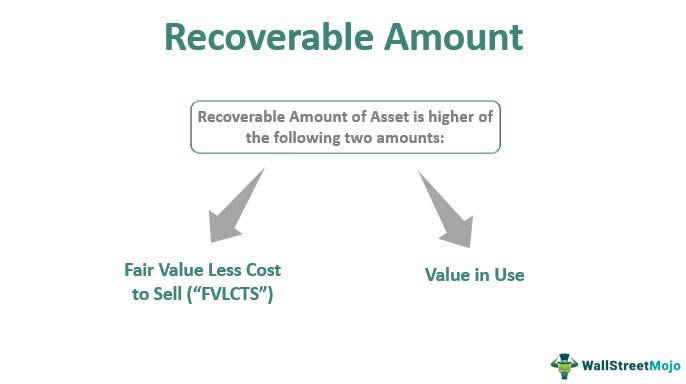 Recoverable Amount
Recoverable Amount of Asset is higher of
the following two amounts:
Fair Value Less Cost
to Sell (“FVLCTS”)
Value in Use
WallStreetMojo